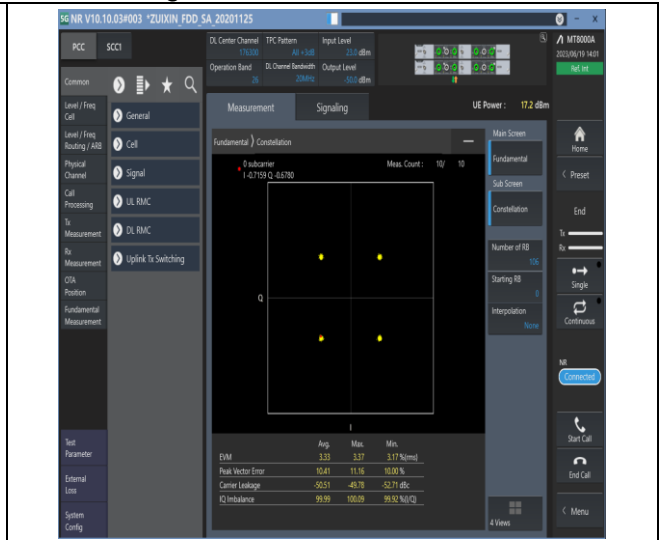 5G NR V10.10.03#003 *ZUIXIN_FDD_SA_20201125
PCC
SCC1
DL Center Channel
176300
TPC Pattern
All +3dB
Input Level
23.0 dBm
Operation Band
26
DL Channel Bandwidth
20MHz
Output Level
-50.0 dBm
MT8000A
2023/06/19 14:01
Ref. Int
Common
Level / Freq
Cell
Level / Freq
Routing / ARB
Physical
Channel
Call
Processing
Tx
Measurement
Rx
Measurement
OTA
Position
Fundamental
Measurement
Test
Parameter
External
Loss
System
Config
General
Cell
Signal
UL RMC
DL RMC
Uplink Tx Switching
Measurement
Signaling
UE Power : 17.2 dBm
Fundamental ) Constellation
0 subcarrier
I -0.7159 Q -0.6780
Meas. Count : 10/ 10
Q
I
Avg. Max. Min.
EVM 3.33 3.37 3.17 %(rms)
Peak Vector Error 10.41 11.16 10.00 %
Carrier Leakage -50.51 -49.78 -52.71 dBc
IQ Imbalance 99.99 100.09 99.92 %(I/Q)
Main Screen
Fundamental
Sub Screen
Constellation
Number of RB
106
Starting RB
0
Interpolation
None
4 Views
Home
Preset
End
Tx
Rx
Single
Continuous
NR
Connected
Start Call
End Call
Menu